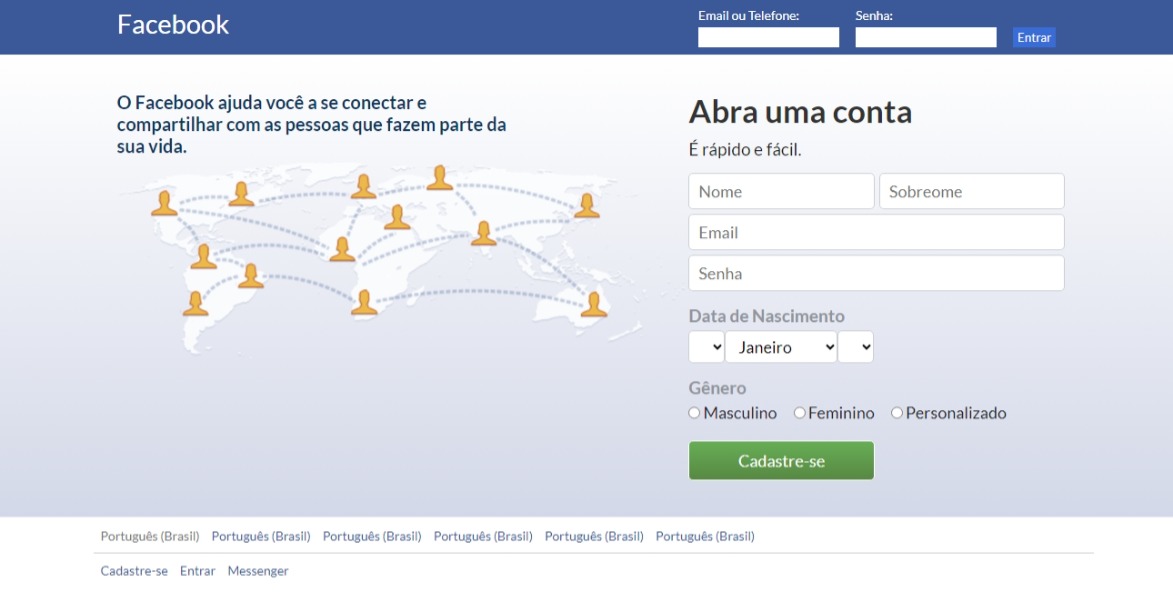 Facebook
Email ou Telefone:
Senha:
Entrar
O Facebook ajuda você a se conectar e
compartilhar com as pessoas que fazem parte da
sua vida.
Abra uma conta
É rápido e fácil.
Nome
Sobreome
Email
Senha
Data de Nascimento
Janeiro
Gênero
Masculino Feminino Personalizado
Cadastre-se
Português (Brasil) Português (Brasil) Português (Brasil) Português (Brasil) Português (Brasil) Português (Brasil)
Cadastre-se Entrar Messenger